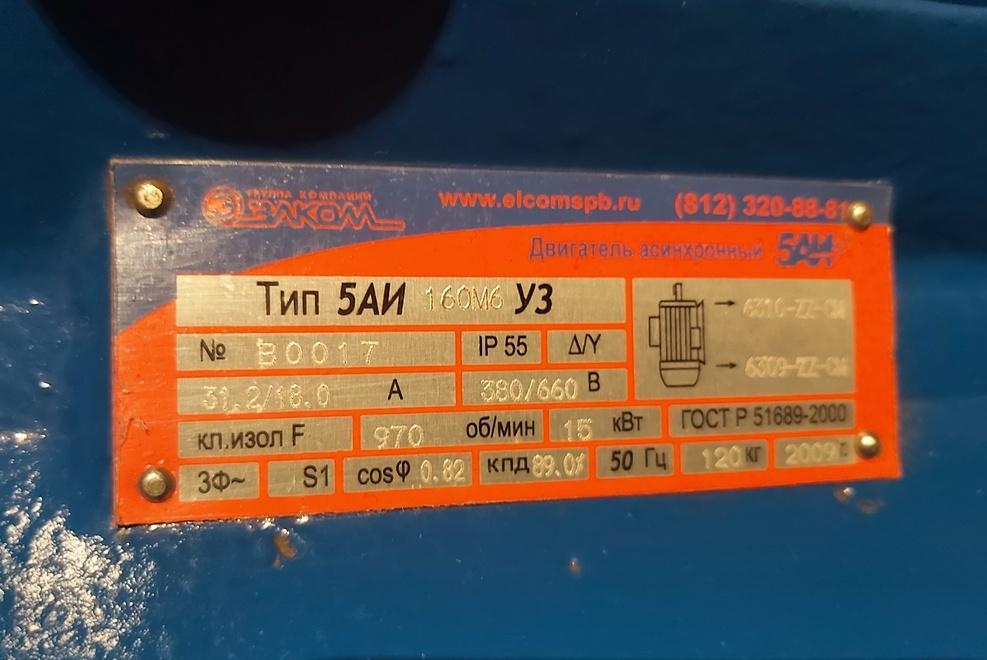 ГРУППА КОМПАНИЙ
ЭЛКОМ
www.elcomspb.ru (812) 320-88-81
Двигатель асинхронный 5АИ
Тип 5АИ 160М6 У3
6310-ZZ-CM
№ B0017 IP 55 Δ/Y
6309-ZZ-CM
31,2/18.0 А 380/660 В
кл.изол F 970 об/мин 15 кВт ГОСТ Р 51689-2000
3Ф~ S1 cosφ 0.82 кпд 89.0% 50 Гц 120 кг 2009 г.